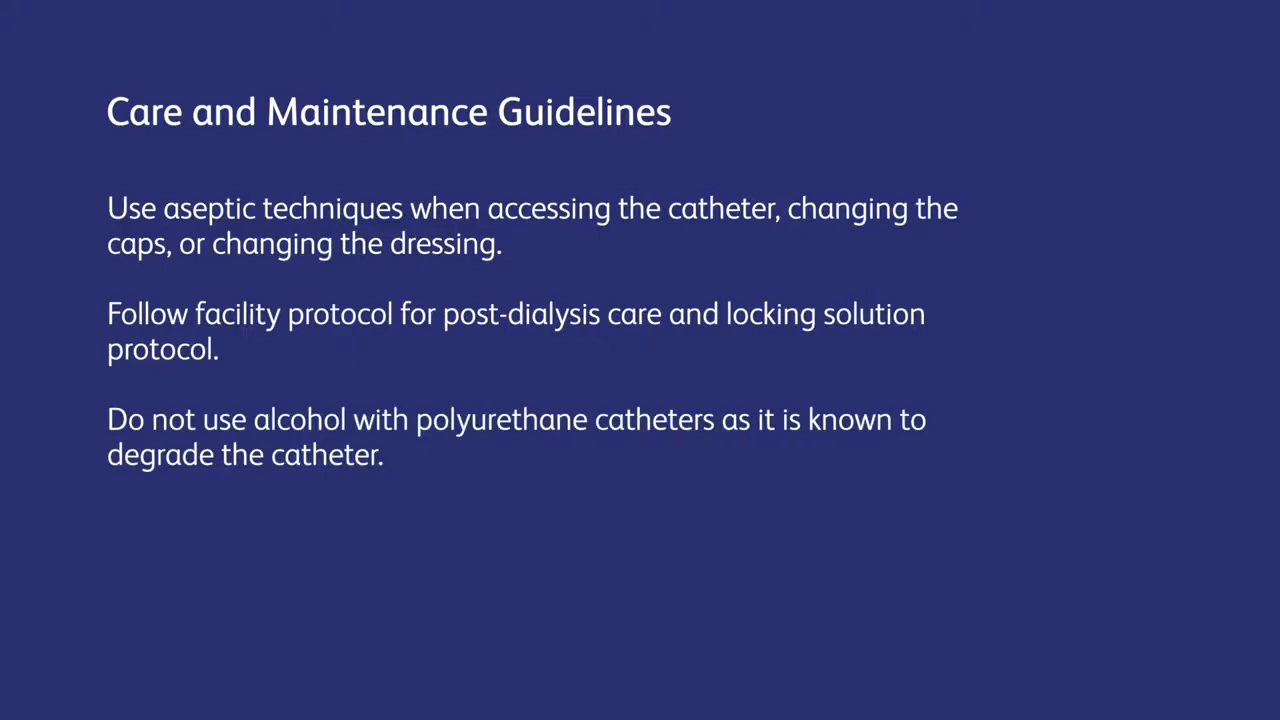 Care and Maintenance Guidelines
Use aseptic techniques when accessing the catheter, changing the
caps, or changing the dressing.
Follow facility protocol for post-dialysis care and locking solution
protocol.
Do not use alcohol with polyurethane catheters as it is known to
degrade the catheter.